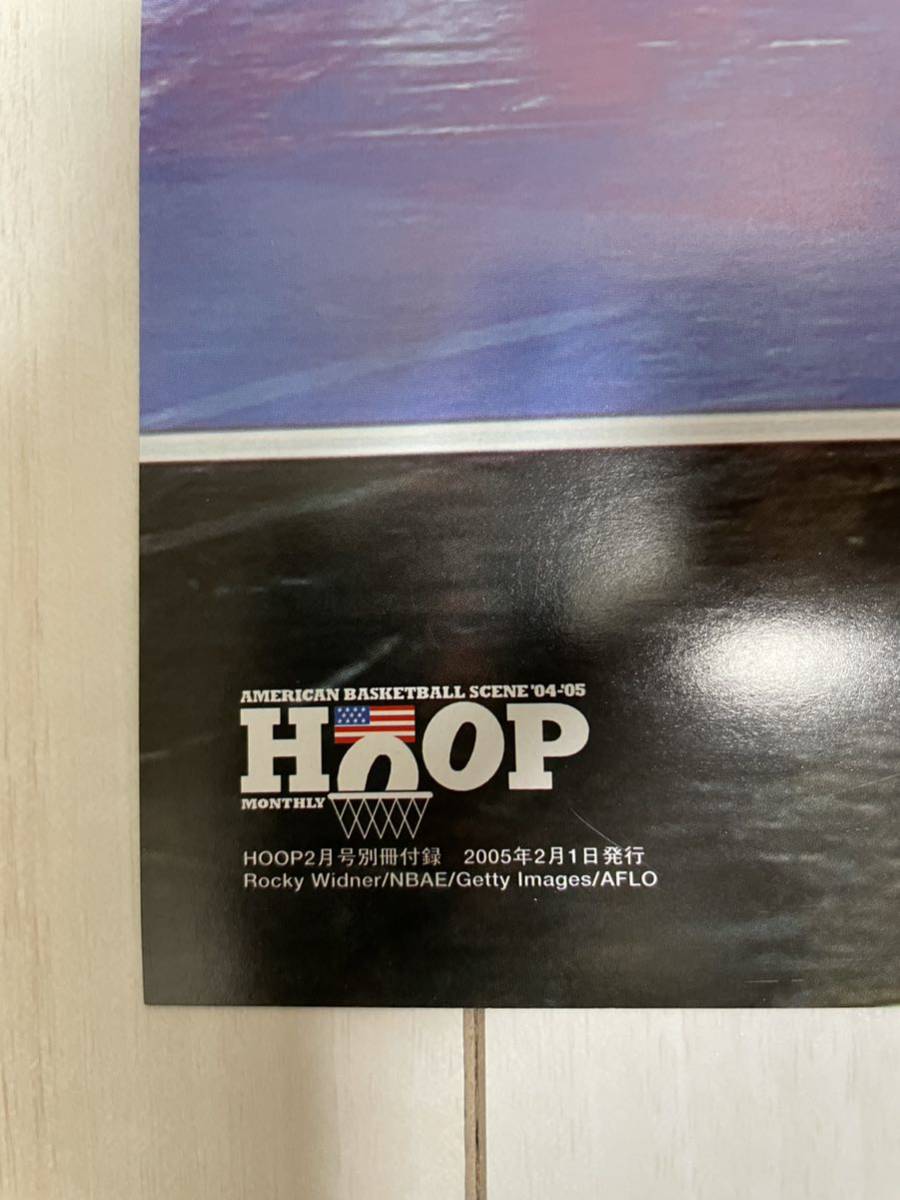 AMERICAN BASKETBALL SCENE '04-'05
HOOP
MONTHLY
HOOP2月号別冊付録　2005年2月1日発行
Rocky Widner/NBAE/Getty Images/AFLO